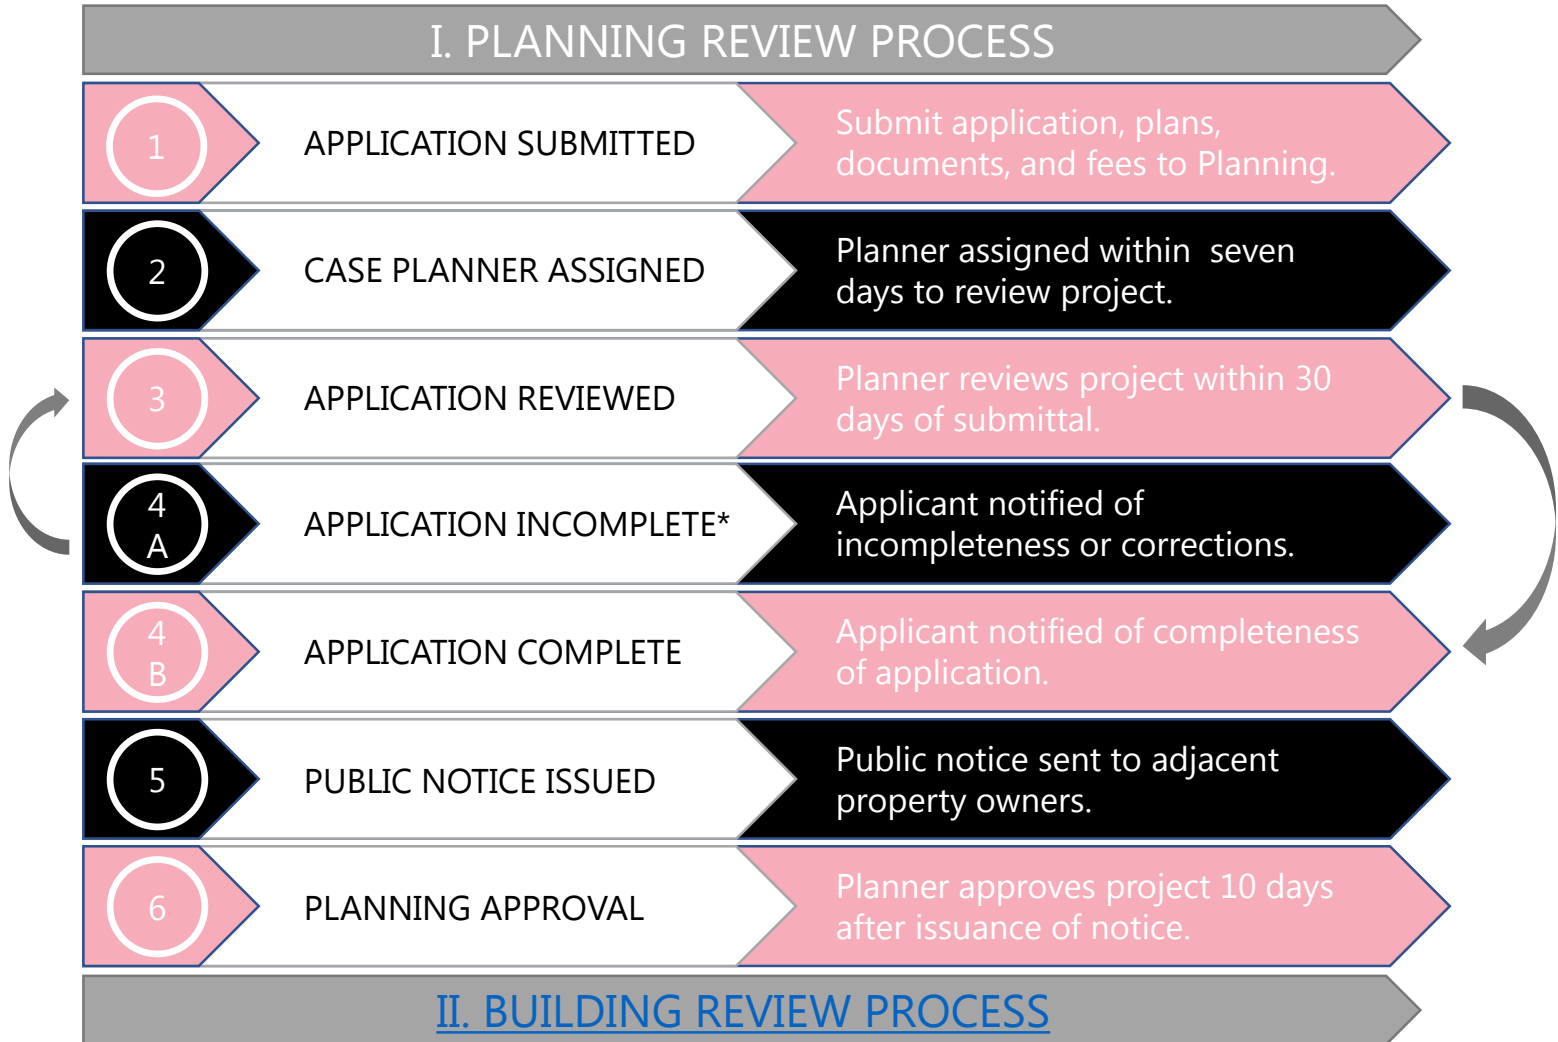 I. PLANNING REVIEW PROCESS
1
APPLICATION SUBMITTED
Submit application, plans,
documents, and fees to Planning.
2
CASE PLANNER ASSIGNED
Planner assigned within  seven
days to review project.
3
APPLICATION REVIEWED
Planner reviews project within 30
days of submittal.
4
A
APPLICATION INCOMPLETE*
Applicant notified of
incompleteness or corrections.
4
B
APPLICATION COMPLETE
Applicant notified of completeness
of application.
5
PUBLIC NOTICE ISSUED
Public notice sent to adjacent
property owners.
6
PLANNING APPROVAL
Planner approves project 10 days
after issuance of notice.
II. BUILDING REVIEW PROCESS